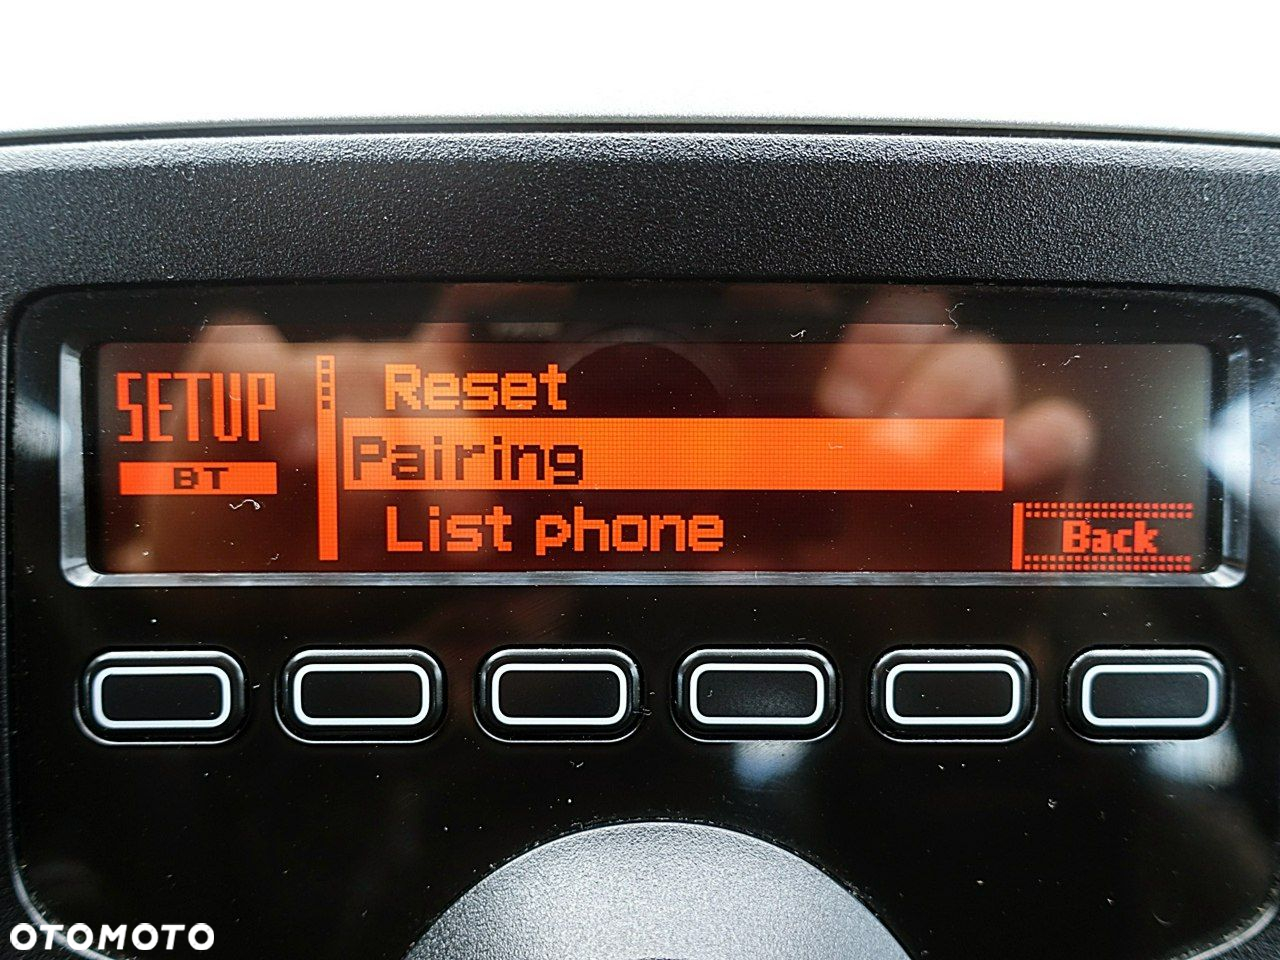 SETUP
BT
Reset
Pairing
List phone
Back
OTOMOTO